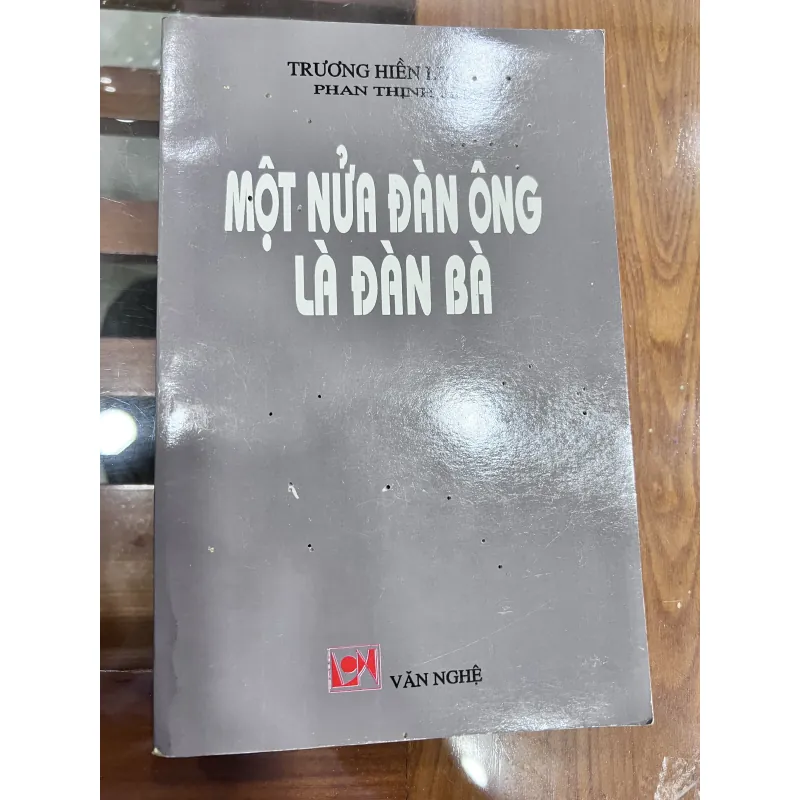 TRƯƠNG HIỀN
PHAN THỊNH
MỘT NỬA ĐÀN ÔNG
LÀ ĐÀN BÀ
VĂN NGHỆ